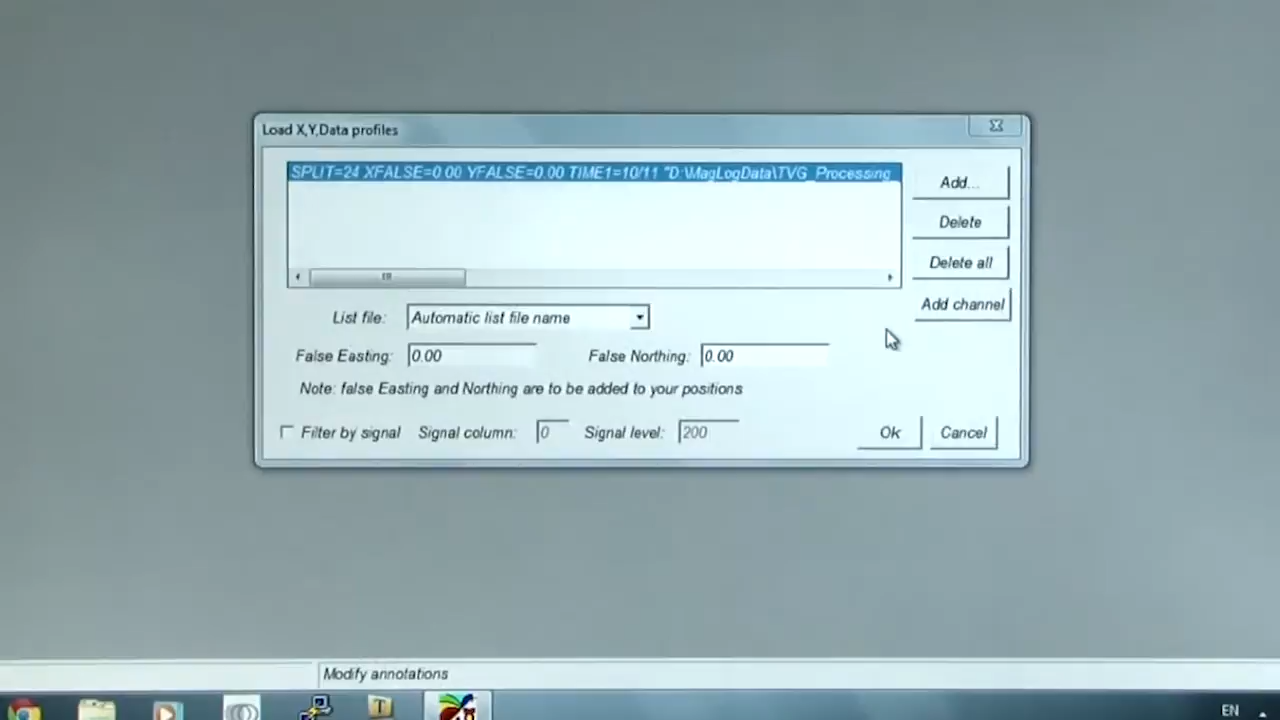 Load X,Y,Data profiles
SPLIT=24 XFALSE=0.00 YFALSE=0.00 TIME1=10/11 "D:\MagLogData\TVG_Processing
Add...
Delete
Delete all
Add channel
List file: Automatic list file name
False Easting: 0.00 False Northing: 0.00
Note: false Easting and Northing are to be added to your positions
Filter by signal Signal column: 0 Signal level: 200 Ok Cancel
Modify annotations
T
EN